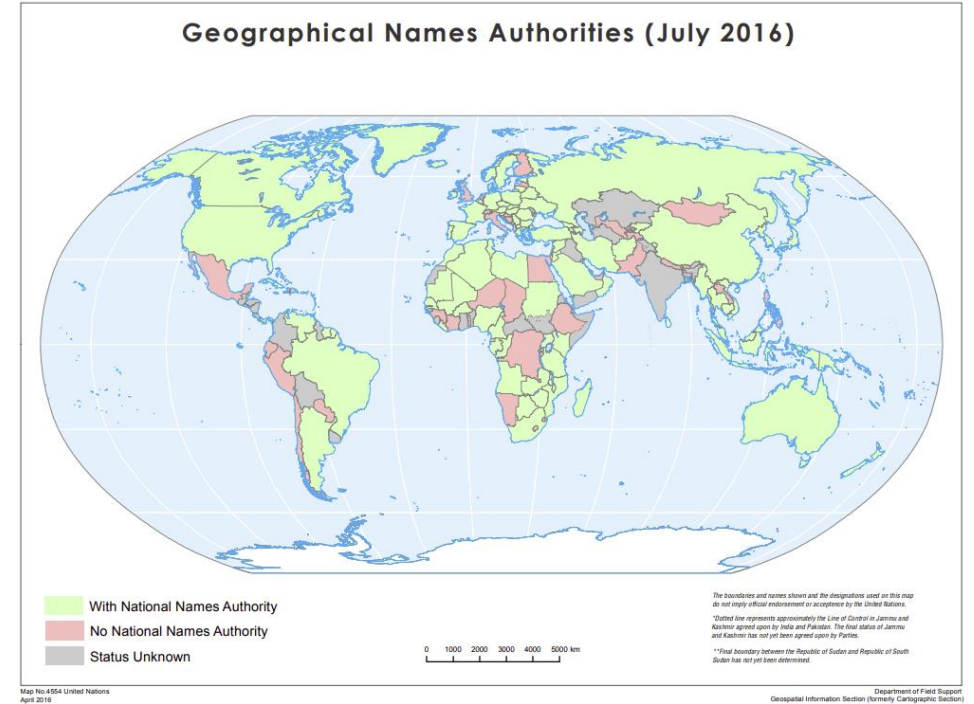 Geographical Names Authorities (July 2016)
With National Names Authority
No National Names Authority
Status Unknown
0 1000 2000 3000 4000 5000 km
The boundaries and names shown and the designations used on this map
do not imply official endorsement or acceptance by the United Nations.
*Dotted line represents approximately the Line of Control in Jammu and
Kashmir agreed upon by India and Pakistan. The final status of Jammu
and Kashmir has not yet been agreed upon by Parties.
**Final boundary between the Republic of Sudan and Republic of South
Sudan has not yet been determined.
Map No.4554 United Nations
April 2016
Department of Field Support
Geospatial Information Section (formerly Cartographic Section)